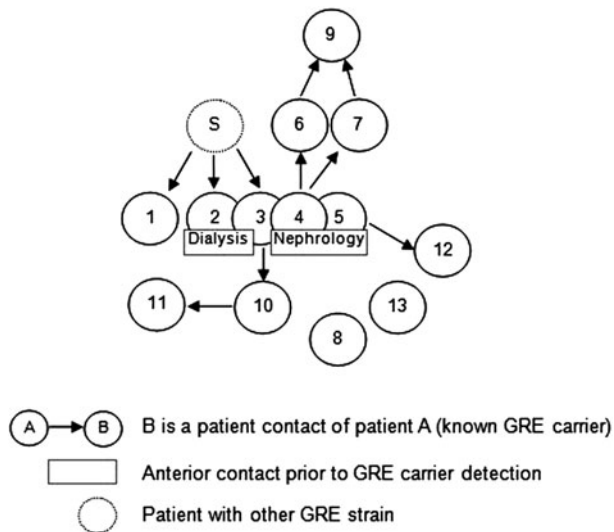 9
S 6 7
1 2 3 4 5
Dialysis Nephrology
12
11 10 13
8
A B B is a patient contact of patient A (known GRE carrier)
Anterior contact prior to GRE carrier detection
Patient with other GRE strain